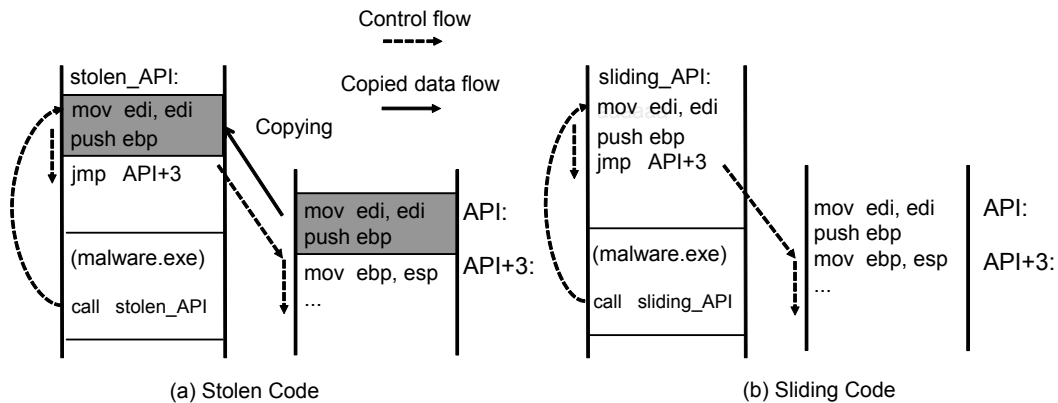 Control flow
Copied data flow
stolen_API:
mov edi, edi
push ebp
jmp API+3
(malware.exe)
call stolen_API
Copying
mov edi, edi
push ebp
mov ebp, esp
...
API:
API+3:
(a) Stolen Code
sliding_API:
mov edi, edi
push ebp
jmp API+3
(malware.exe)
call sliding_API
mov edi, edi
push ebp
mov ebp, esp
...
API:
API+3:
(b) Sliding Code